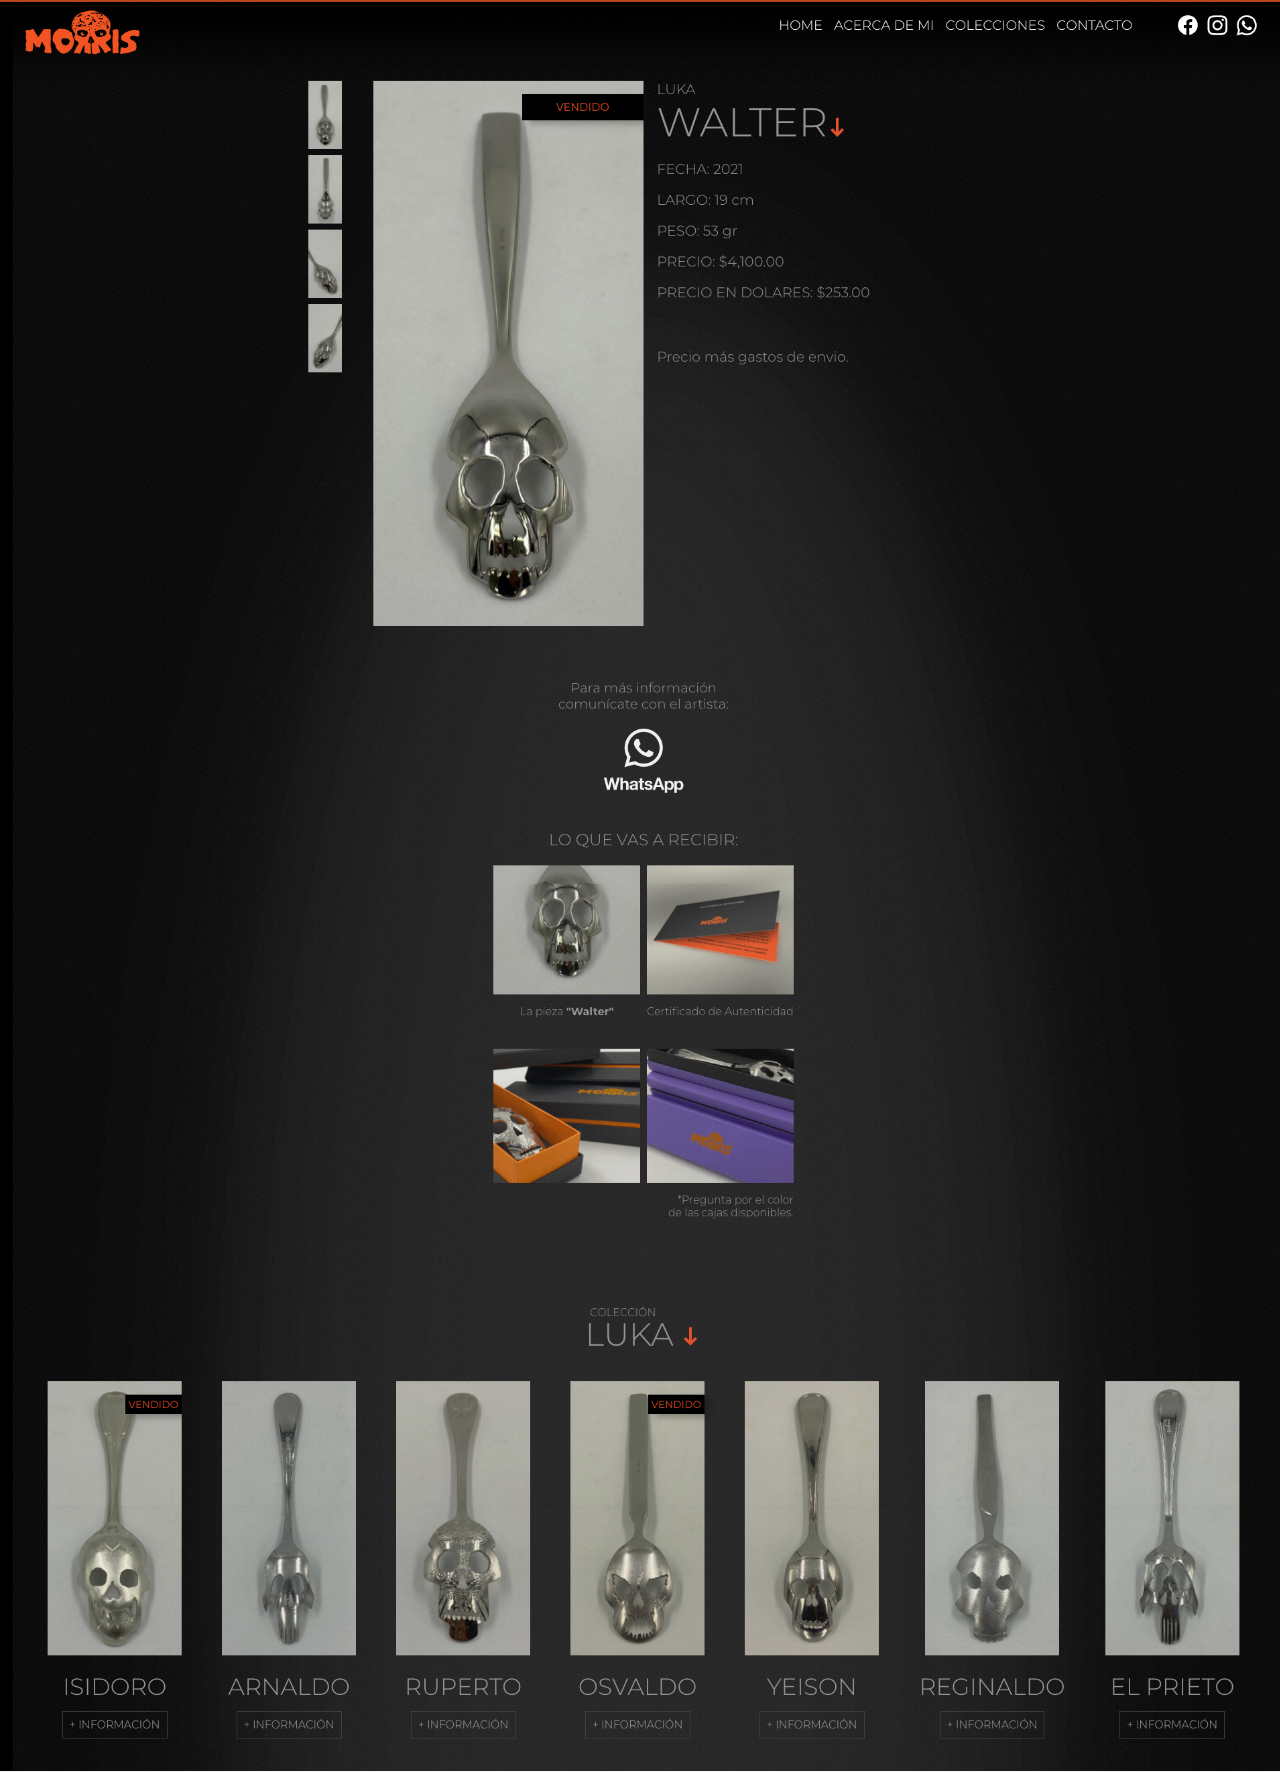 MORRIS
HOME ACERCA DE MI COLECCIONES CONTACTO
VENDIDO
LUKA
WALTER
FECHA: 2021
LARGO: 19 cm
PESO: 53 gr
PRECIO: $4,100.00
PRECIO EN DOLARES: $253.00
Precio más gastos de envio.
Para más información
comunícate con el artista:
WhatsApp
LO QUE VAS A RECIBIR:
MORRIS
La pieza "Walter"
Certificado de Autenticidad
MORRIS
MORRIS
*Pregunta por el color
de las cajas disponibles.
COLECCIÓN
LUKA
VENDIDO
VENDIDO
ISIDORO
ARNALDO
RUPERTO
OSVALDO
YEISON
REGINALDO
EL PRIETO
+ INFORMACIÓN
+ INFORMACIÓN
+ INFORMACIÓN
+ INFORMACIÓN
+ INFORMACIÓN
+ INFORMACIÓN
+ INFORMACIÓN